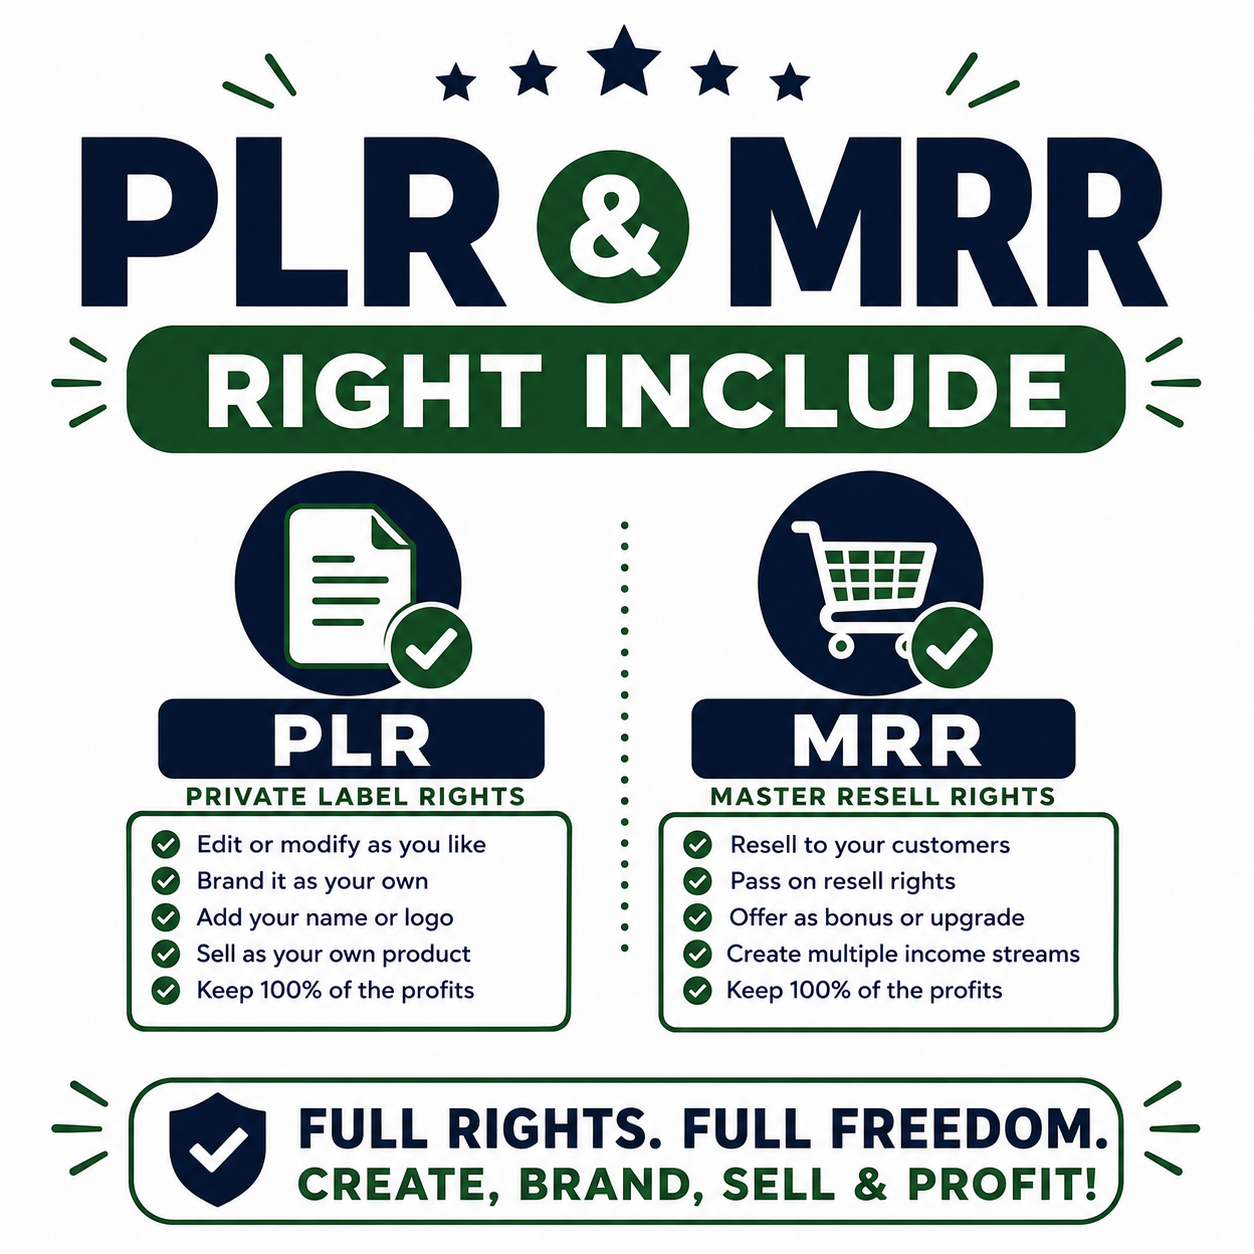 PLR & MRR
RIGHT INCLUDE
PLR
PRIVATE LABEL RIGHTS
Edit or modify as you like
Brand it as your own
Add your name or logo
Sell as your own product
Keep 100% of the profits
MRR
MASTER RESELL RIGHTS
Resell to your customers
Pass on resell rights
Offer as bonus or upgrade
Create multiple income streams
Keep 100% of the profits
FULL RIGHTS. FULL FREEDOM.
CREATE, BRAND, SELL & PROFIT!